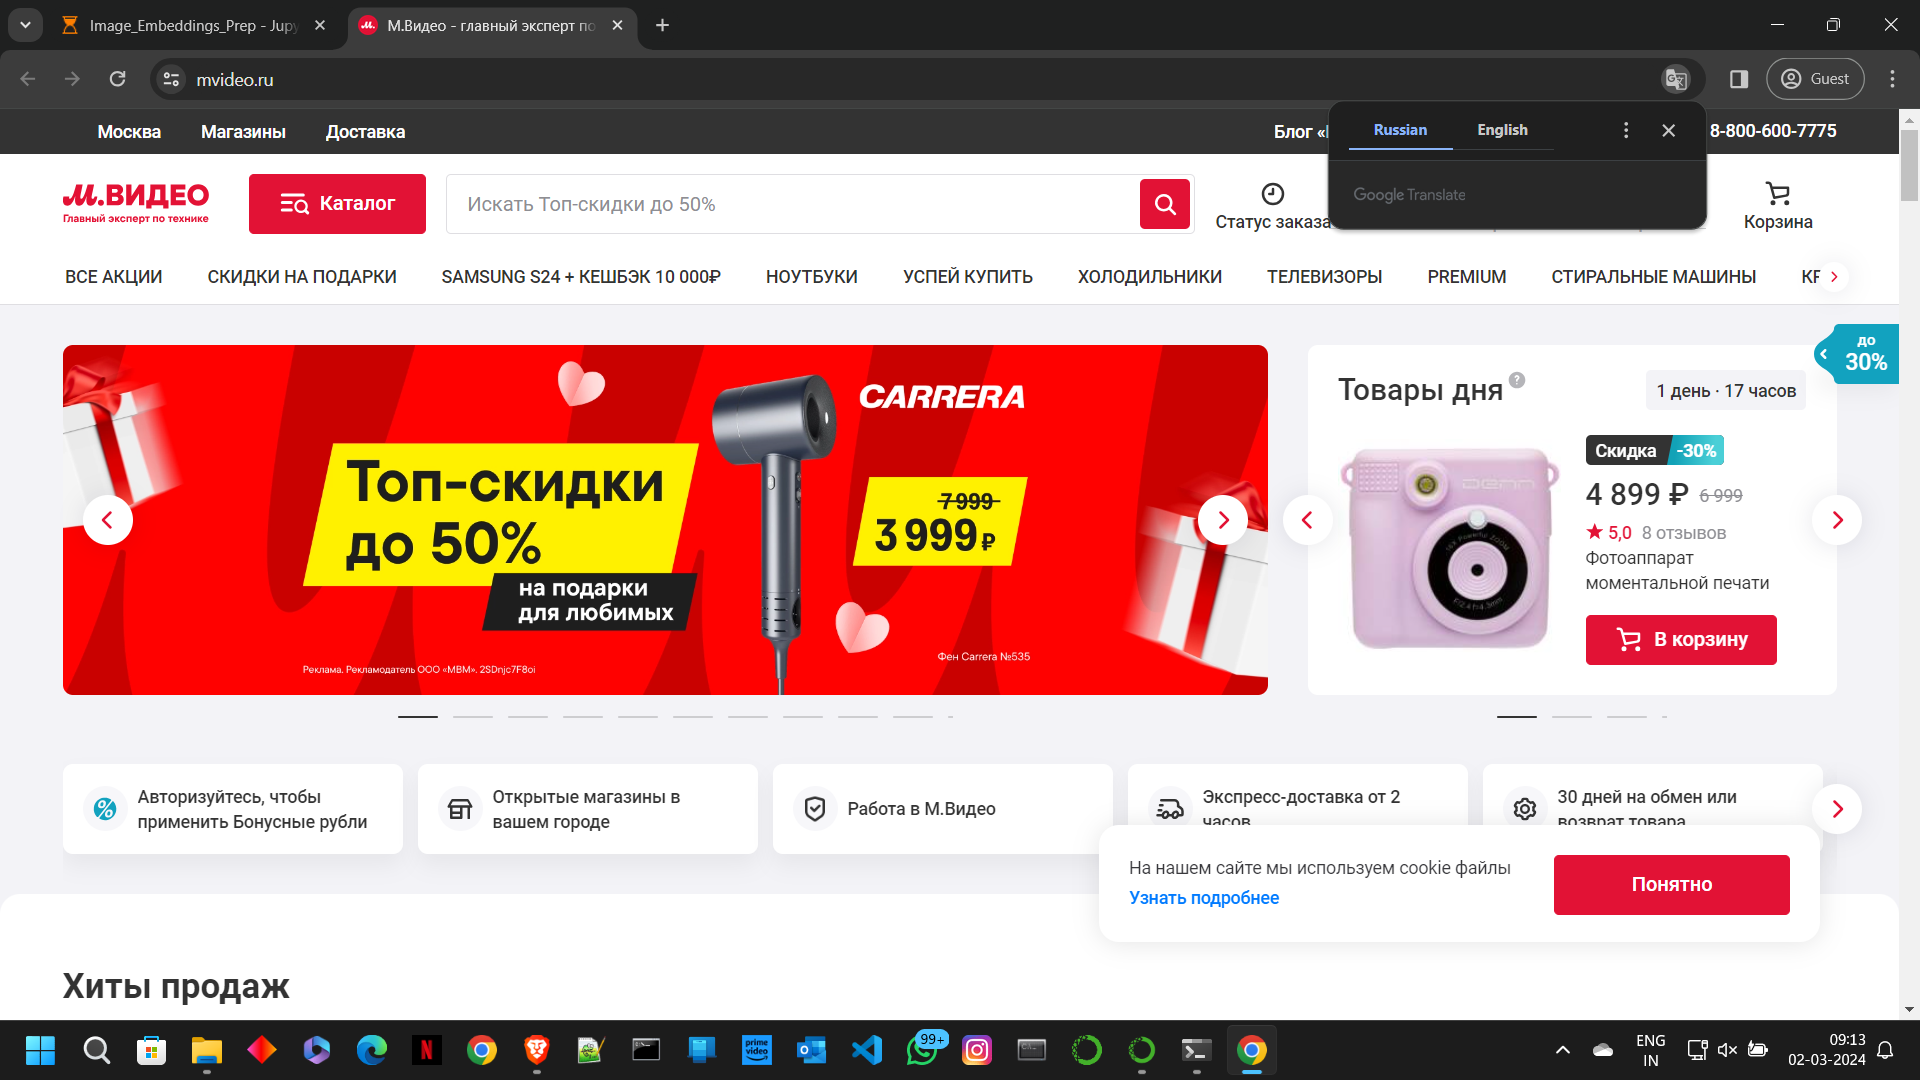 Image_Embeddings_Prep - Jupy
М.Видео - главный эксперт по
mvideo.ru
Guest
Москва
Магазины
Доставка
Блог «
8-800-600-7775
Russian
English
Google Translate
м.ВИДЕО
Главный эксперт по технике
Каталог
Искать Топ-скидки до 50%
Статус заказа
Корзина
ВСЕ АКЦИИ
СКИДКИ НА ПОДАРКИ
SAMSUNG S24 + КЕШБЭК 10 000₽
НОУТБУКИ
УСПЕЙ КУПИТЬ
ХОЛОДИЛЬНИКИ
ТЕЛЕВИЗОРЫ
PREMIUM
СТИРАЛЬНЫЕ МАШИНЫ
до
30%
CARRERA
Топ-скидки
до 50%
на подарки
для любимых
7 999
3 999 ₽
Фен Carrera №535
Реклама. Рекламодатель ООО «МВМ». 2SDnjc7F8oi
Товары дня
?
1 день · 17 часов
Скидка -30%
4 899 ₽ 6 999
5,0 8 отзывов
Фотоаппарат
моментальной печати
В корзину
Авторизуйтесь, чтобы
применить Бонусные рубли
Открытые магазины в
вашем городе
Работа в М.Видео
Экспресс-доставка от 2
часов
30 дней на обмен или
возврат товара
На нашем сайте мы используем cookie файлы
Узнать подробнее
Понятно
Хиты продаж
prime
video
99+
ENG
IN
09:13
02-03-2024